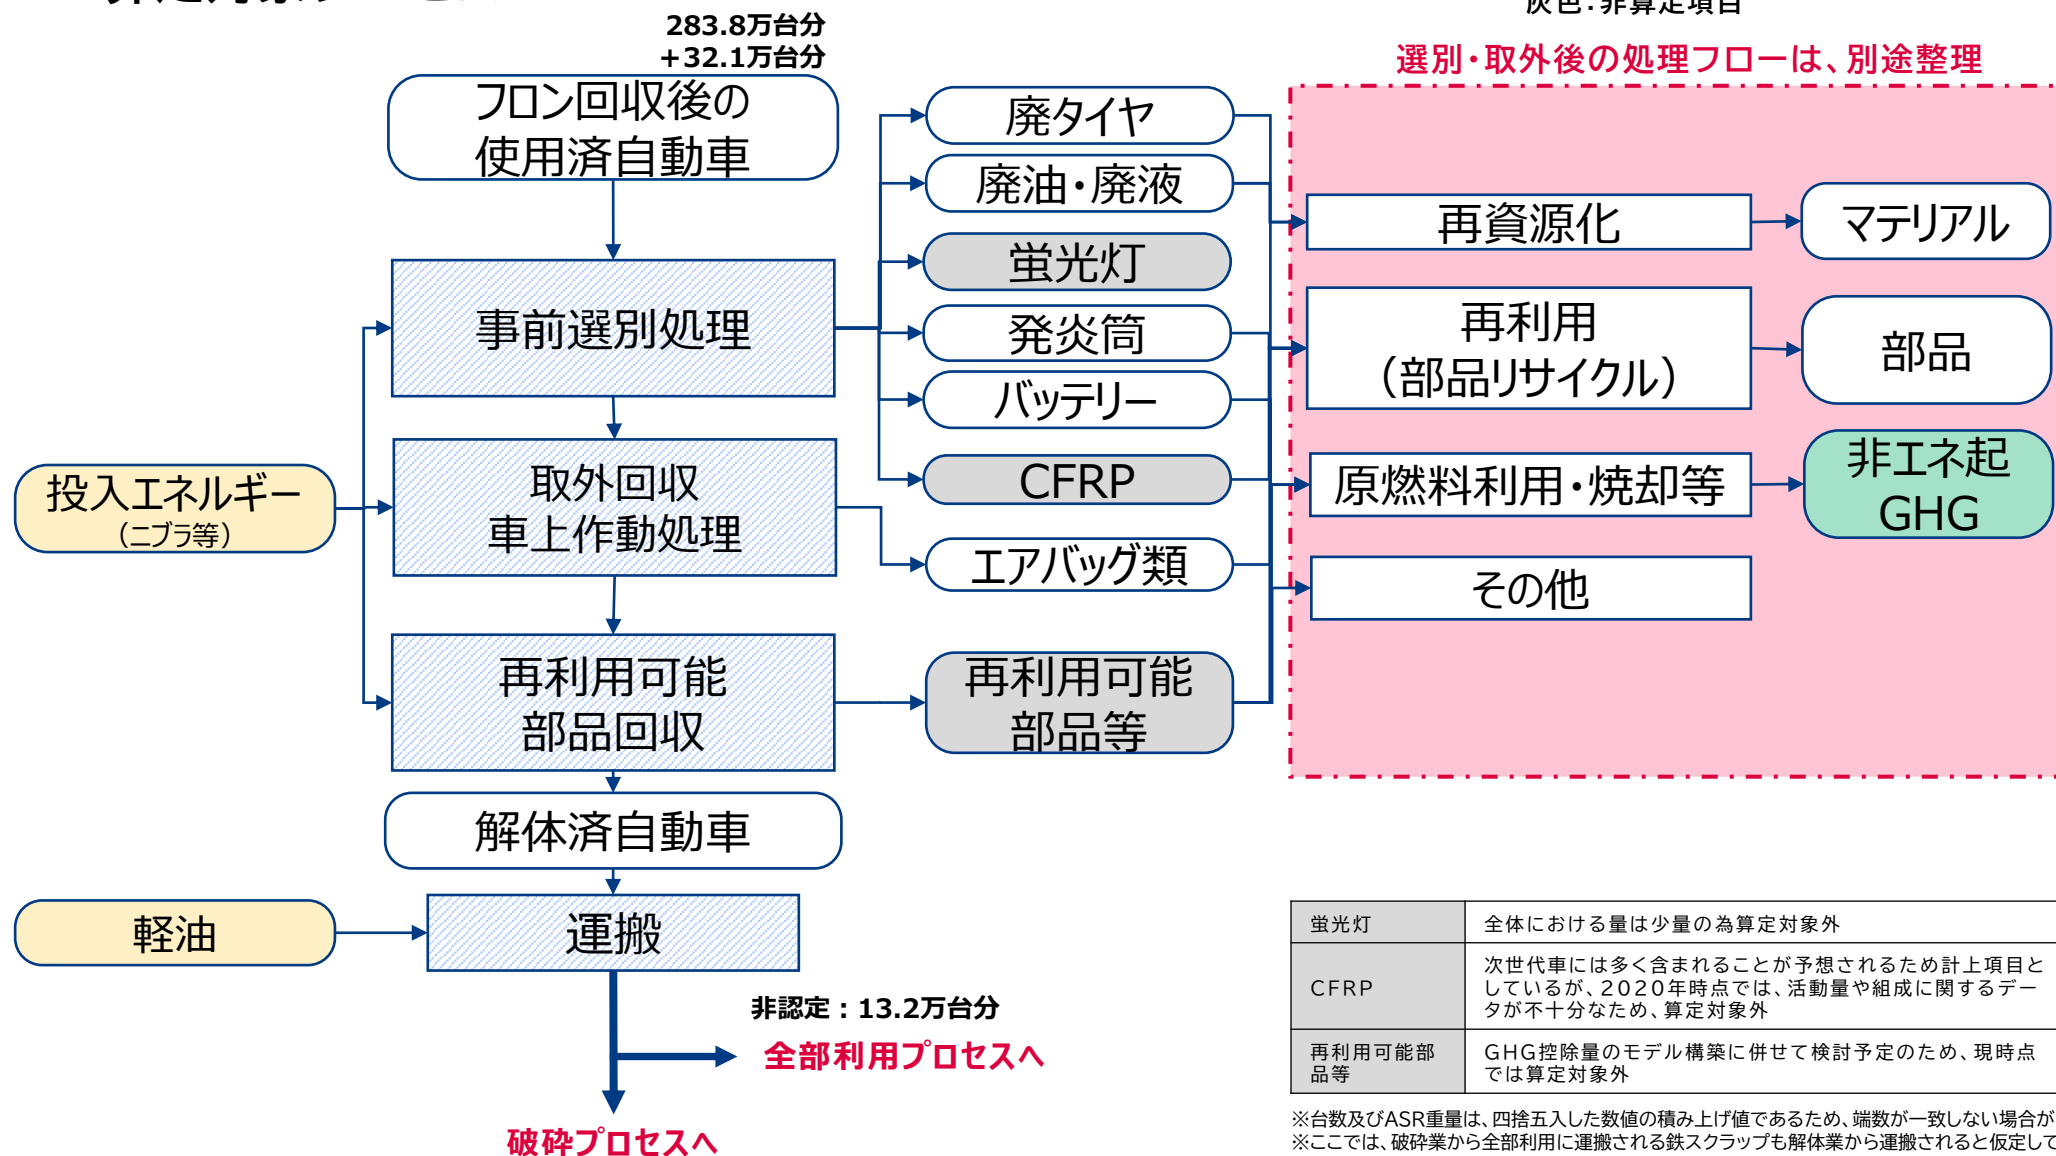 灰色：非算定項目
283.8万台分
+32.1万台分
選別・取外後の処理フローは、別途整理
フロン回収後の
使用済自動車
廃タイヤ
廃油・廃液
蛍光灯
発炎筒
バッテリー
CFRP
エアバッグ類
再利用可能
部品等
事前選別処理
取外回収
車上作動処理
再利用可能
部品回収
投入エネルギー
（ニブラ等）
解体済自動車
軽油
運搬
非認定：13.2万台分
全部利用プロセスへ
破砕プロセスへ
再資源化
マテリアル
再利用
（部品リサイクル）
部品
原燃料利用・焼却等
非エネ起
GHG
その他
蛍光灯
全体における量は少量の為算定対象外
CFRP
次世代車には多く含まれることが予想されるため計上項目と
しているが、2020年時点では、活動量や組成に関するデー
タが不十分なため、算定対象外
再利用可能部
品等
GHG控除量のモデル構築に併せて検討予定のため、現時点
では算定対象外
※台数及びASR重量は、四捨五入した数値の積み上げ値であるため、端数が一致しない場合が
※ここでは、破砕業から全部利用に運搬される鉄スクラップも解体業から運搬されると仮定して